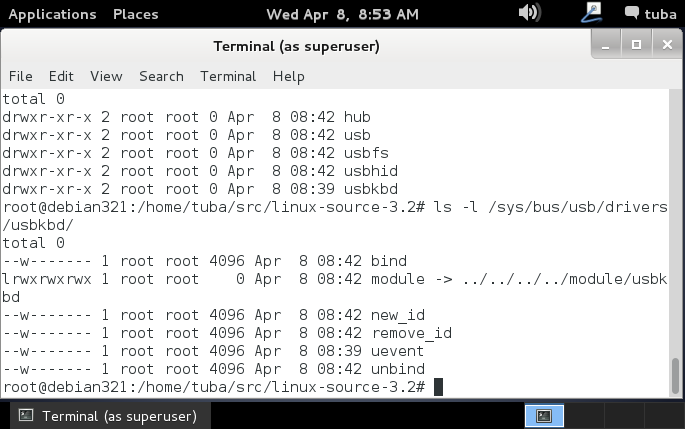 Applications Places Wed Apr 8, 8:53 AM tuba
Terminal (as superuser)
File Edit View Search Terminal Help
total 0
drwxr-xr-x 2 root root 0 Apr  8 08:42 hub
drwxr-xr-x 2 root root 0 Apr  8 08:42 usb
drwxr-xr-x 2 root root 0 Apr  8 08:42 usbfs
drwxr-xr-x 2 root root 0 Apr  8 08:42 usbhid
drwxr-xr-x 2 root root 0 Apr  8 08:39 usbkbd
root@debian321:/home/tuba/src/linux-source-3.2# ls -l /sys/bus/usb/drivers
/usbkbd/
total 0
--w------- 1 root root 4096 Apr  8 08:42 bind
lrwxrwxrwx 1 root root    0 Apr  8 08:42 module -> ../../../../module/usbk
bd
--w------- 1 root root 4096 Apr  8 08:42 new_id
--w------- 1 root root 4096 Apr  8 08:42 remove_id
--w------- 1 root root 4096 Apr  8 08:39 uevent
--w------- 1 root root 4096 Apr  8 08:42 unbind
root@debian321:/home/tuba/src/linux-source-3.2#
Terminal (as superuser)